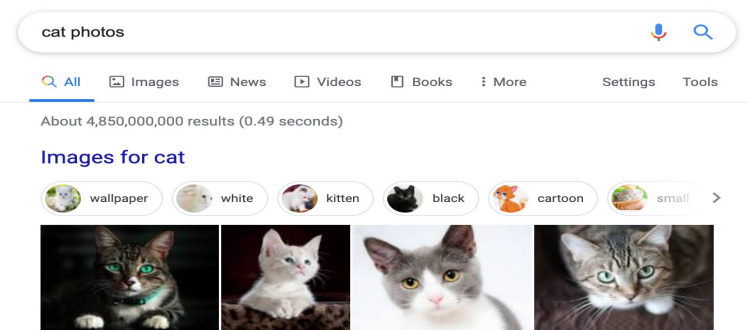 cat photos
All Images News Videos Books More Settings Tools
About 4,850,000,000 results (0.49 seconds)
Images for cat
wallpaper white kitten black cartoon small